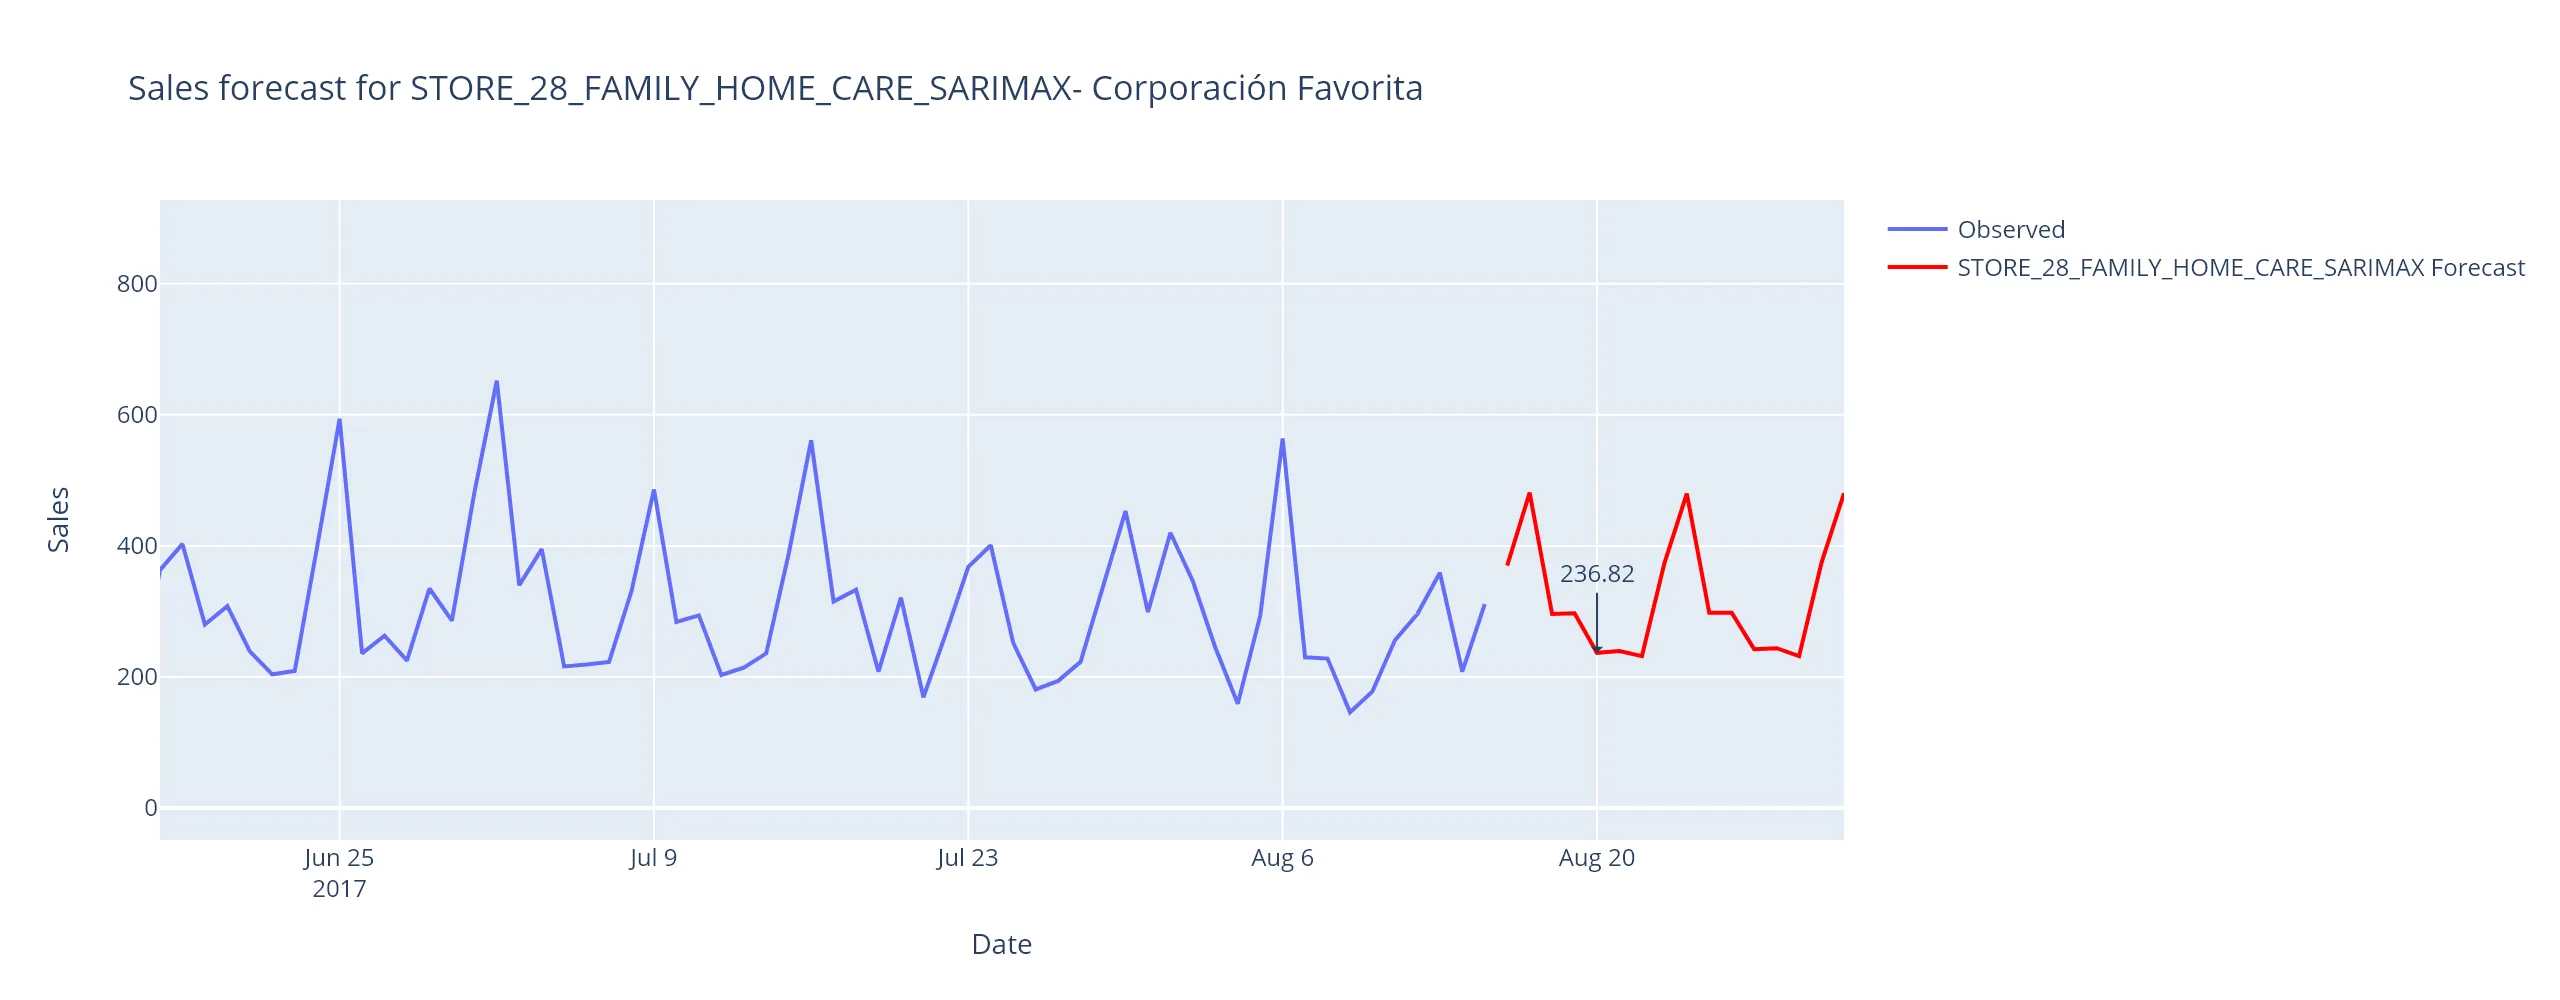 Sales forecast for STORE_28_FAMILY_HOME_CARE_SARIMAX- Corporación Favorita
Observed
STORE_28_FAMILY_HOME_CARE_SARIMAX Forecast
800
600
400
200
0
Sales
236.82
Jun 25
2017
Jul 9
Jul 23
Aug 6
Aug 20
Date